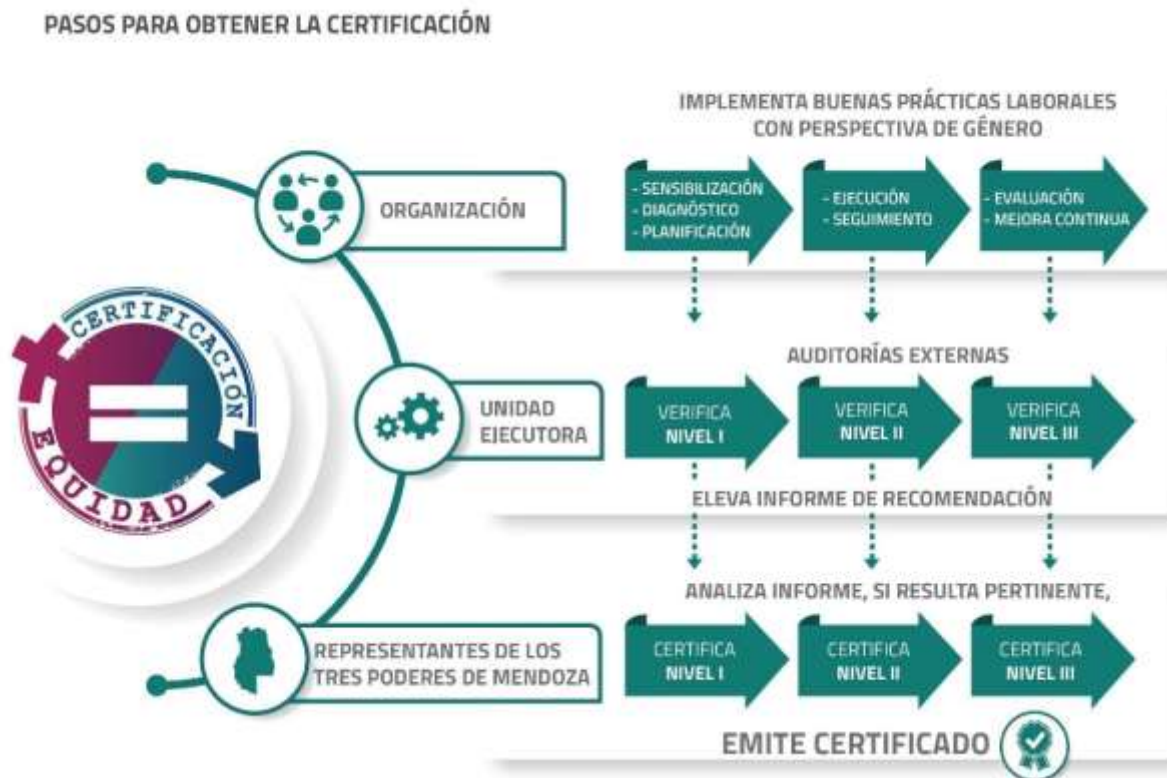 PASOS PARA OBTENER LA CERTIFICACIÓN
IMPLEMENTA BUENAS PRÁCTICAS LABORALES
CON PERSPECTIVA DE GÉNERO
ORGANIZACIÓN
- SENSIBILIZACIÓN
- DIAGNÓSTICO
- PLANIFICACIÓN
- EJECUCIÓN
- SEGUIMIENTO
- EVALUACIÓN
- MEJORA CONTINUA
CERTIFICACIÓN
EQUIDAD
AUDITORÍAS EXTERNAS
UNIDAD
EJECUTORA
VERIFICA
NIVEL I
VERIFICA
NIVEL II
VERIFICA
NIVEL III
ELEVA INFORME DE RECOMENDACIÓN
ANALIZA INFORME, SI RESULTA PERTINENTE,
REPRESENTANTES DE LOS
TRES PODERES DE MENDOZA
CERTIFICA
NIVEL I
CERTIFICA
NIVEL II
CERTIFICA
NIVEL III
EMITE CERTIFICADO